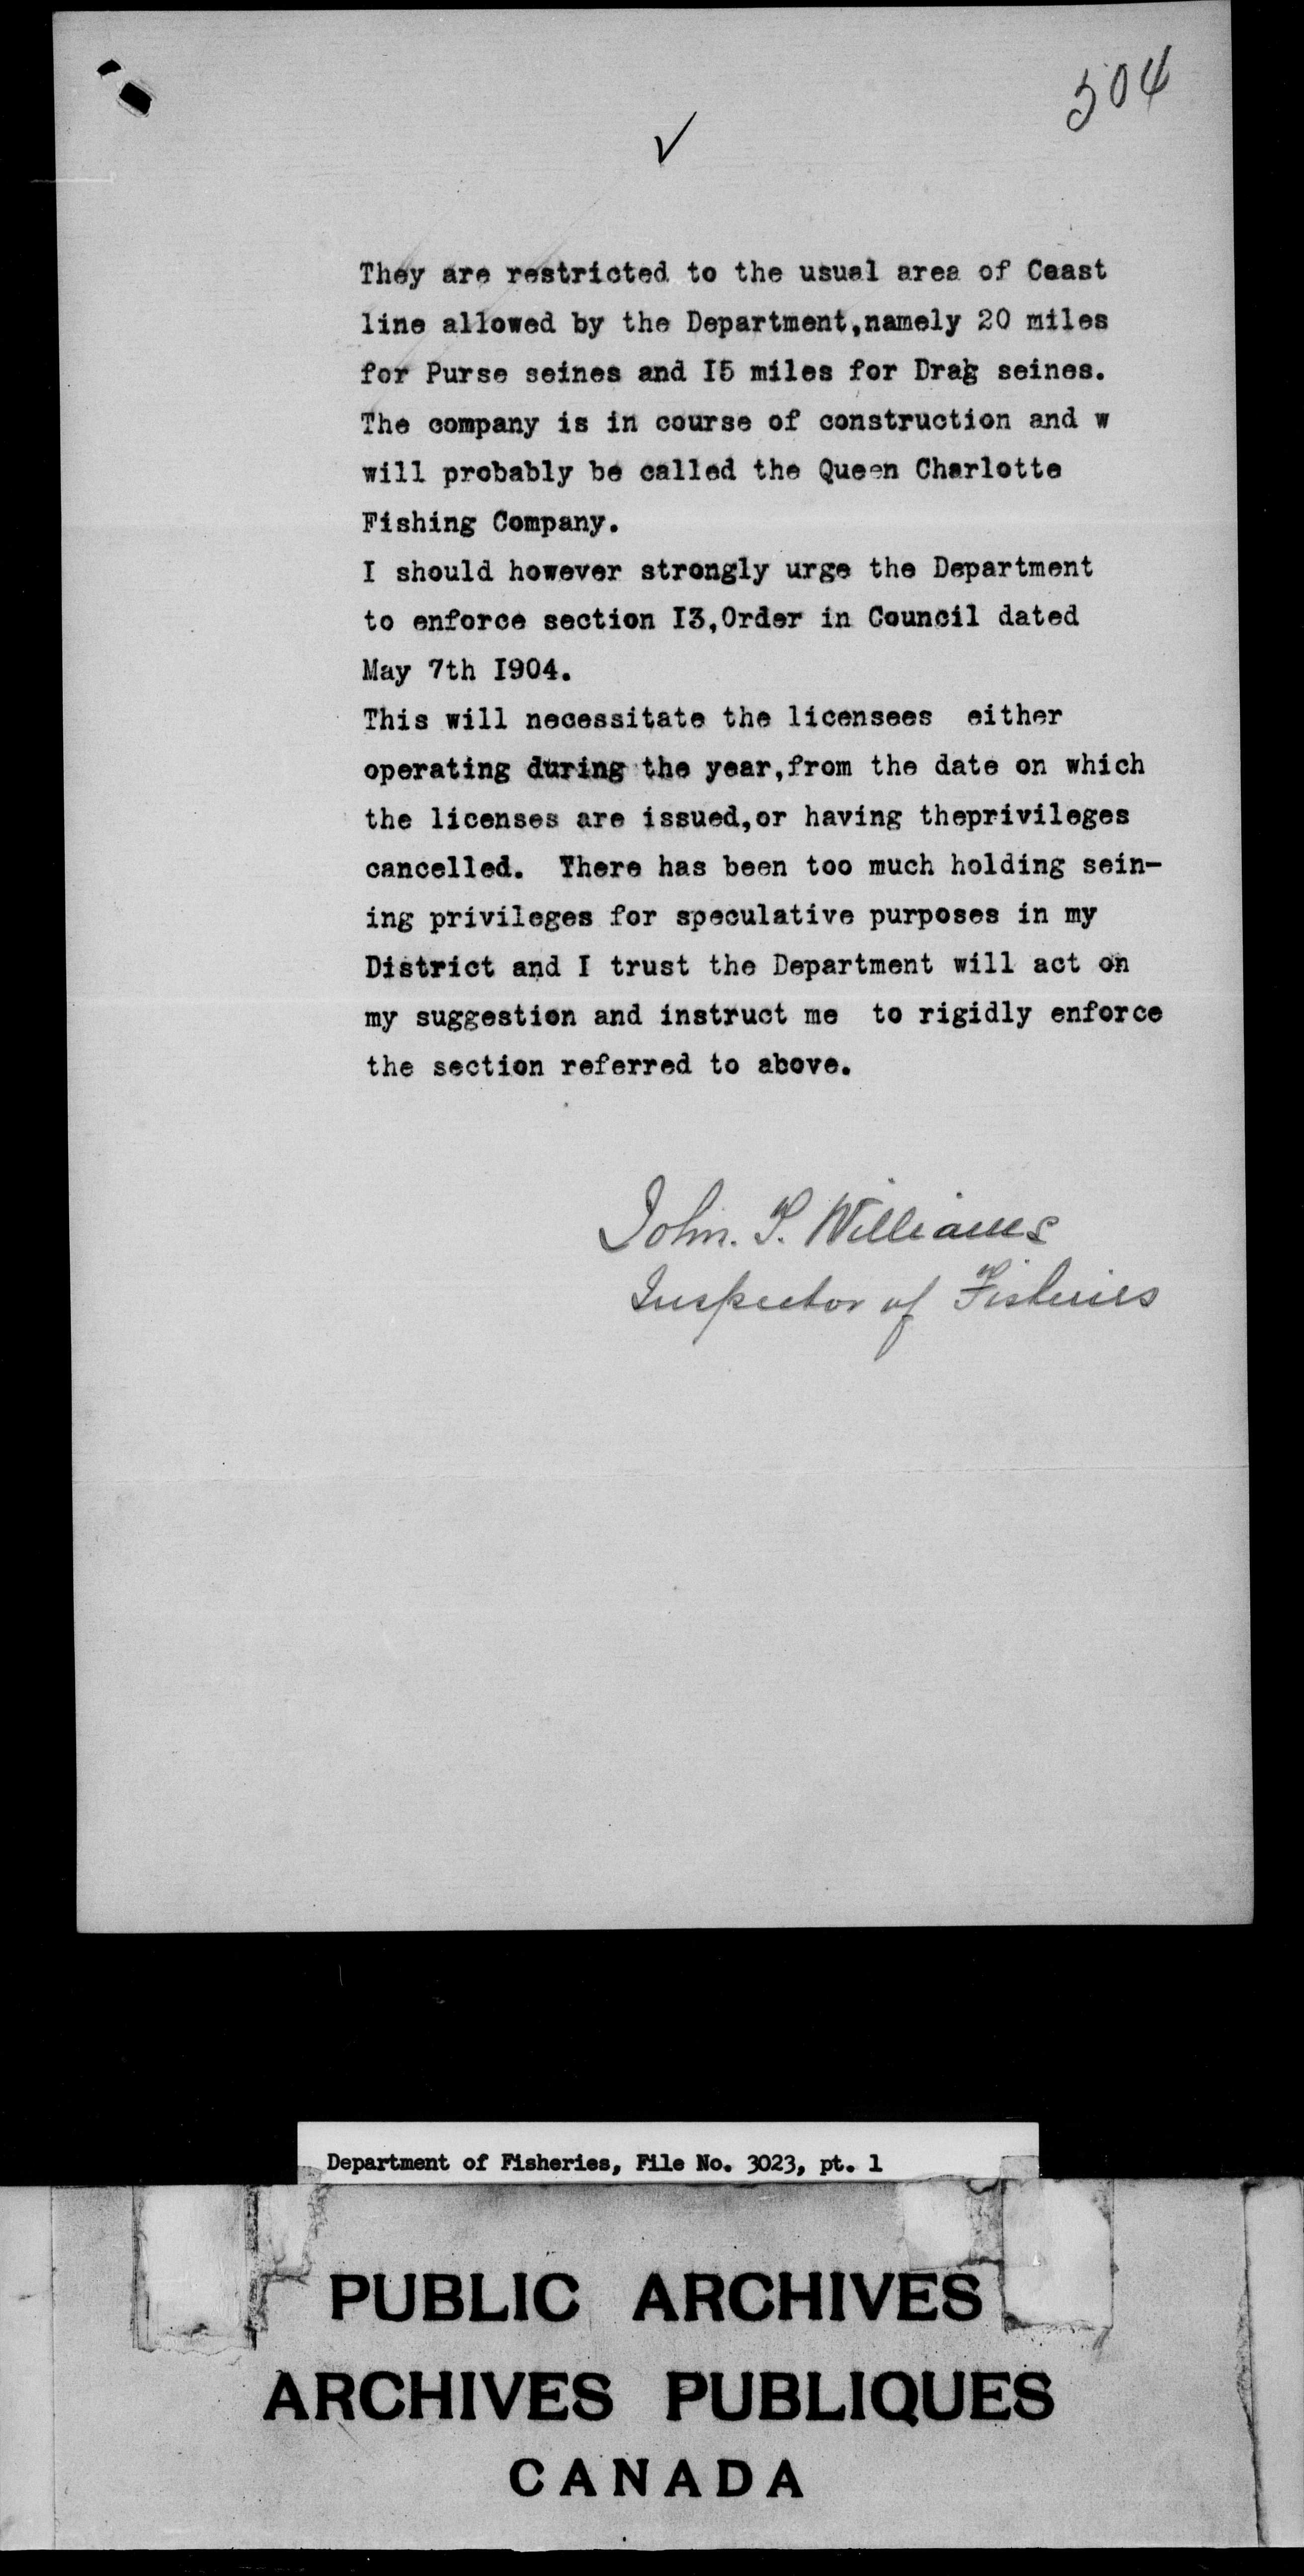 504
✓
They are restricted to the usual area of Coast
line allowed by the Department,namely 20 miles
for Purse seines and I5 miles for Drag seines.
The company is in course of construction and w
will probably be called the Queen Charlotte
Fishing Company.
I should however strongly urge the Department
to enforce section I3,Order in Council dated
May 7th I904.
This will necessitate the licensees  either
operating during the year,from the date on which
the licenses are issued,or having theprivileges
cancelled.  There has been too much holding sein-
ing privileges for speculative purposes in my
District and I trust the Department will act on
my suggestion and instruct me  to rigidly enforce
the section referred to above.
John. T. Williams
Inspector of Fisheries
Department of Fisheries, File No. 3023, pt. 1
PUBLIC ARCHIVES
ARCHIVES PUBLIQUES
CANADA